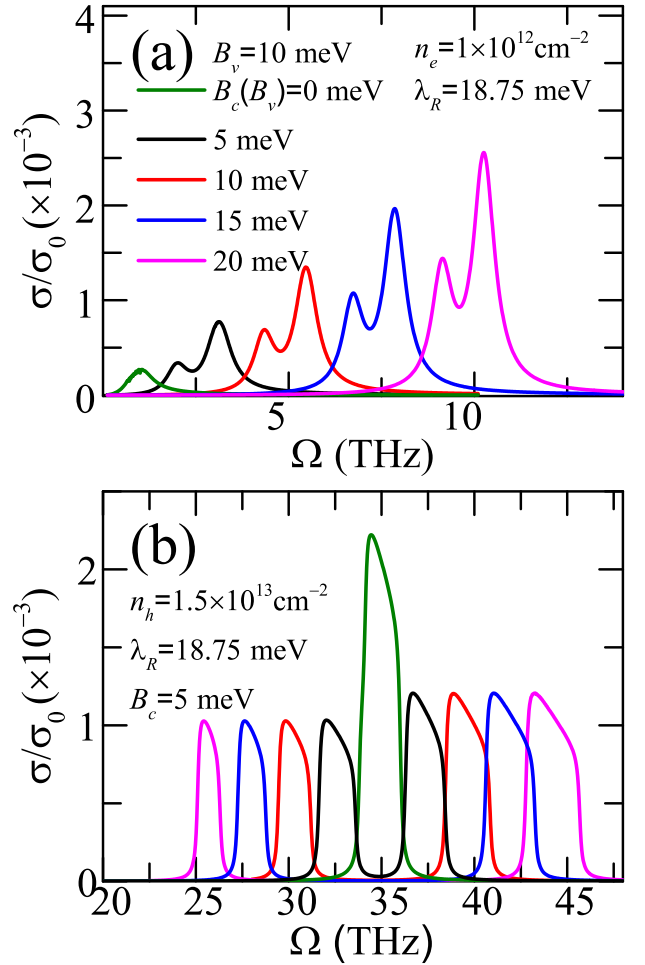 4
(a)
B_v=10 meV
n_e=1×10^12cm^−2
B_c(B_v)=0 meV
λ_R=18.75 meV
3
5 meV
10 meV
2
15 meV
20 meV
1
0
σ/σ_0 (×10^−3)
5
10
Ω (THz)
(b)
2
n_h=1.5×10^13cm^−2
λ_R=18.75 meV
B_c=5 meV
1
0
σ/σ_0 (×10^−3)
20
25
30
35
40
45
Ω (THz)